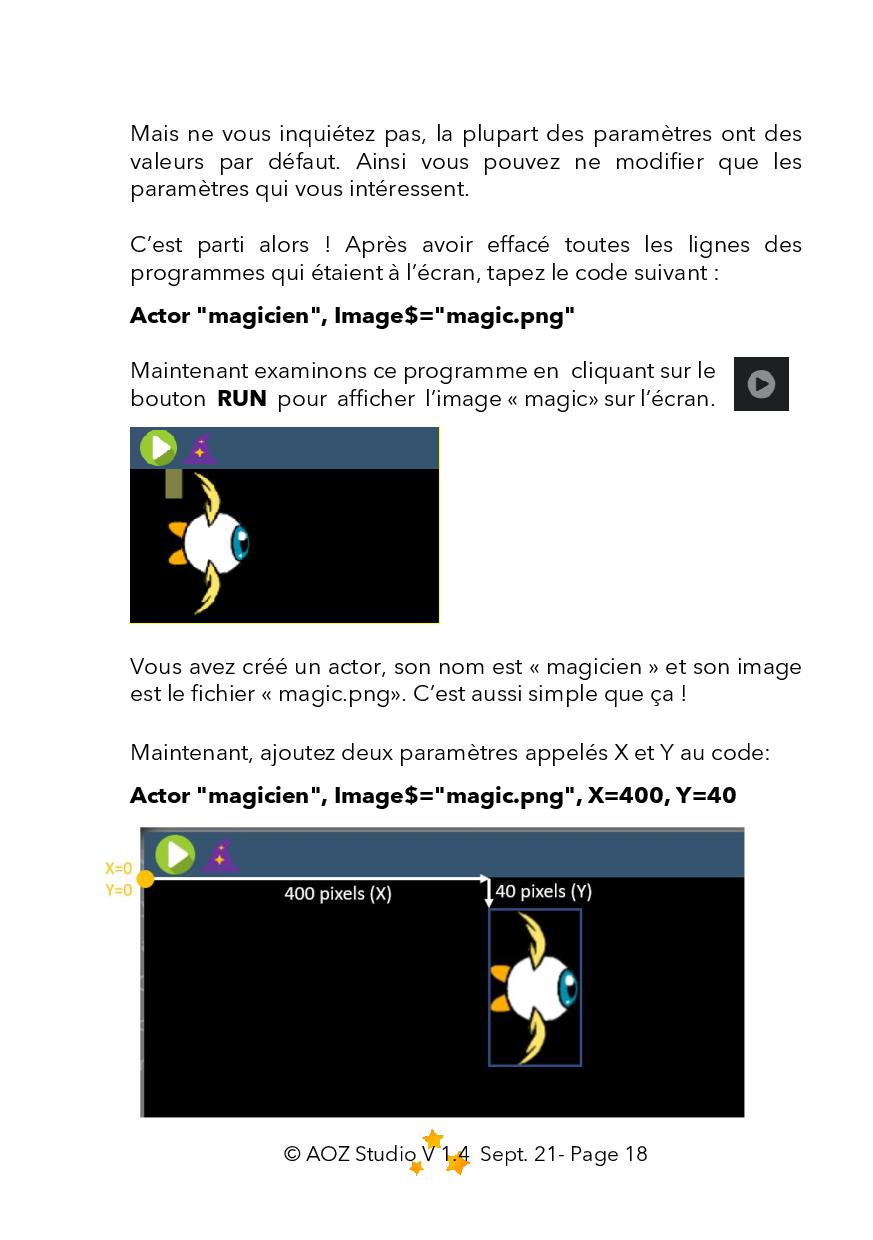 Mais ne vous inquiétez pas, la plupart des paramètres ont des
valeurs par défaut. Ainsi vous pouvez ne modifier que les
paramètres qui vous intéressent.
C’est parti alors ! Après avoir effacé toutes les lignes des
programmes qui étaient à l’écran, tapez le code suivant :
Actor "magicien", Image$="magic.png"
Maintenant examinons ce programme en cliquant sur le
bouton RUN pour afficher l’image « magic» sur l’écran.
Vous avez créé un actor, son nom est « magicien » et son image
est le fichier « magic.png». C’est aussi simple que ça !
Maintenant, ajoutez deux paramètres appelés X et Y au code:
Actor "magicien", Image$="magic.png", X=400, Y=40
X=0
Y=0
400 pixels (X)
40 pixels (Y)
© AOZ Studio V 1.4 Sept. 21- Page 18